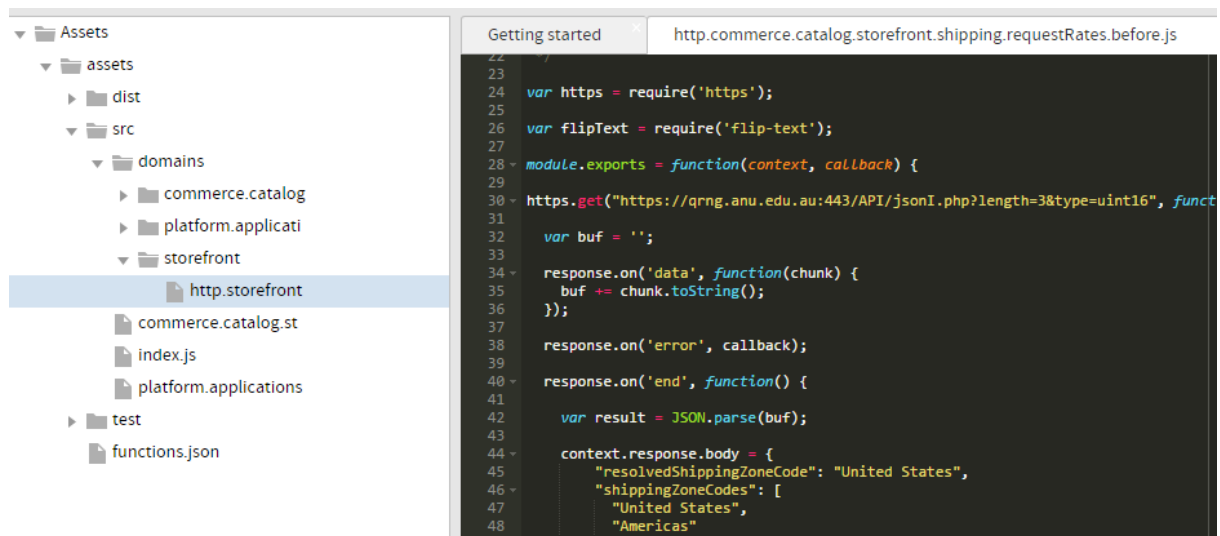 Assets
assets
dist
src
domains
commerce.catalog
platform.applicati
storefront
http.storefront
commerce.catalog.st
index.js
platform.applications
test
functions.json
Getting started
http.commerce.catalog.storefront.shipping.requestRates.before.js
22 */
23
24 var https = require('https');
25
26 var flipText = require('flip-text');
27
28 module.exports = function(context, callback) {
29
30 https.get("https://qrng.anu.edu.au:443/API/jsonI.php?length=3&type=uint16", funct
31
32 var buf = '';
33
34 response.on('data', function(chunk) {
35 buf += chunk.toString();
36 });
37
38 response.on('error', callback);
39
40 response.on('end', function() {
41
42 var result = JSON.parse(buf);
43
44 context.response.body = {
45 "resolvedShippingZoneCode": "United States",
46 "shippingZoneCodes": [
47 "United States",
48 "Americas"